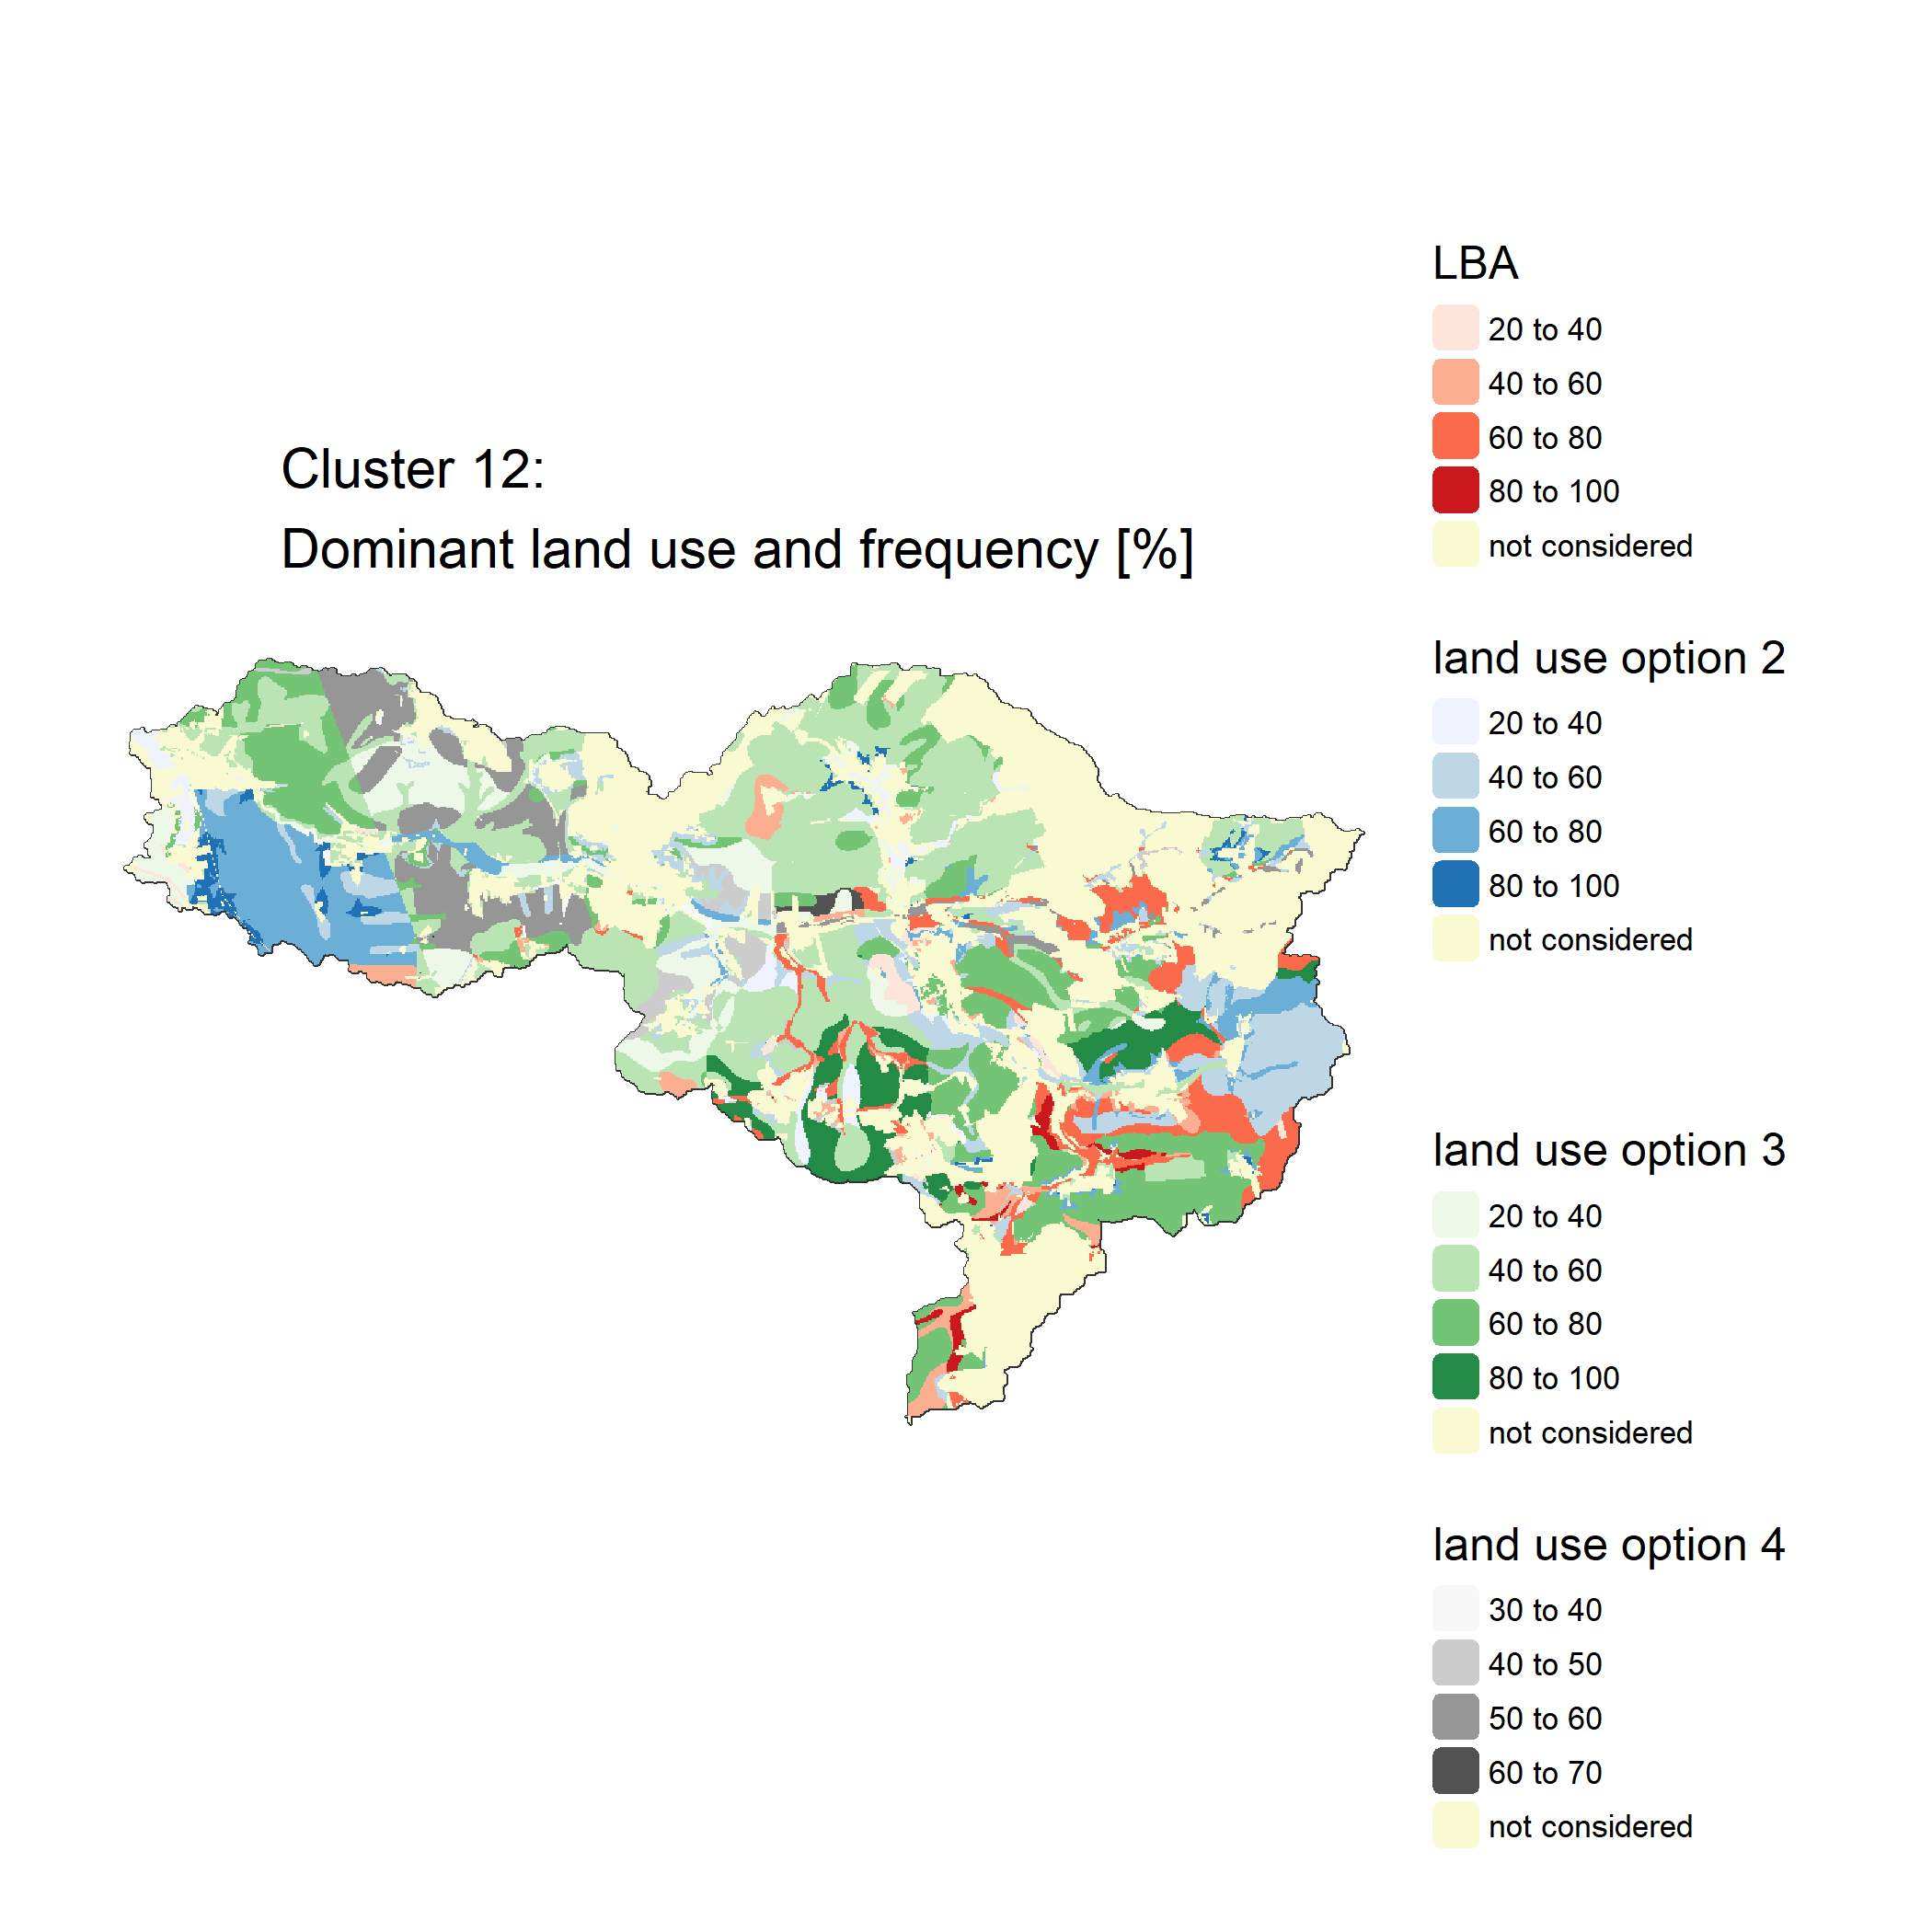 Cluster 12:
Dominant land use and frequency [%]
LBA
20 to 40
40 to 60
60 to 80
80 to 100
not considered
land use option 2
20 to 40
40 to 60
60 to 80
80 to 100
not considered
land use option 3
20 to 40
40 to 60
60 to 80
80 to 100
not considered
land use option 4
30 to 40
40 to 50
50 to 60
60 to 70
not considered